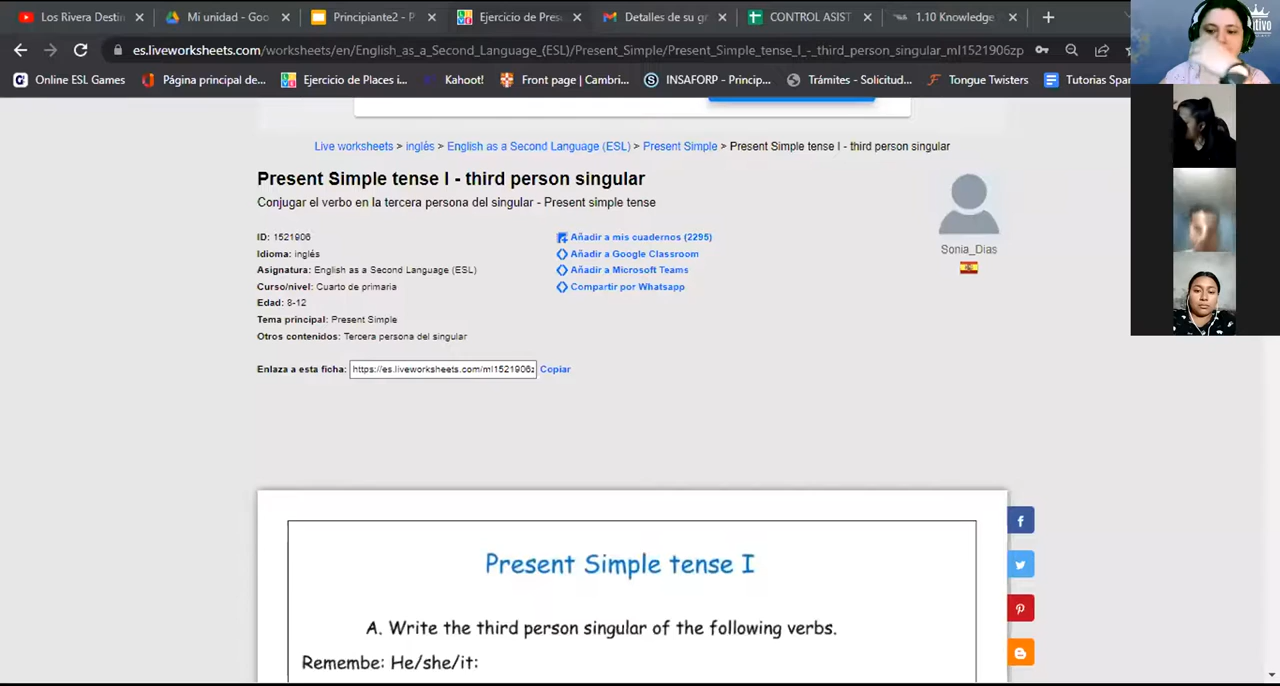 Los Rivera Desti
Mi unidad - Goo
Principiante2 - P
Ejercicio de Pres
Detalles de su gr
CONTROL ASIST
1.10 Knowledge
es.liveworksheets.com/worksheets/en/English_as_a_Second_Language_(ESL)/Present_Simple/Present_Simple_tense_I_-_third_person_singular_ml1521906zp
Online ESL Games
Página principal de...
Ejercicio de Places i...
Kahoot!
Front page | Cambri...
INSAFORP - Princip...
Trámites - Solicitud...
Tongue Twisters
Tutorias Spar
Live worksheets > inglés > English as a Second Language (ESL) > Present Simple > Present Simple tense I - third person singular
Present Simple tense I - third person singular
Conjugar el verbo en la tercera persona del singular - Present simple tense
ID: 1521906
Idioma: inglés
Asignatura: English as a Second Language (ESL)
Curso/nivel: Cuarto de primaria
Edad: 8-12
Tema principal: Present Simple
Otros contenidos: Tercera persona del singular
Añadir a mis cuadernos (2295)
Añadir a Google Classroom
Añadir a Microsoft Teams
Compartir por Whatsapp
Sonia_Dias
Enlaza a esta ficha: https://es.liveworksheets.com/ml1521906z Copiar
Present Simple tense I
A. Write the third person singular of the following verbs.
Remembe: He/she/it: